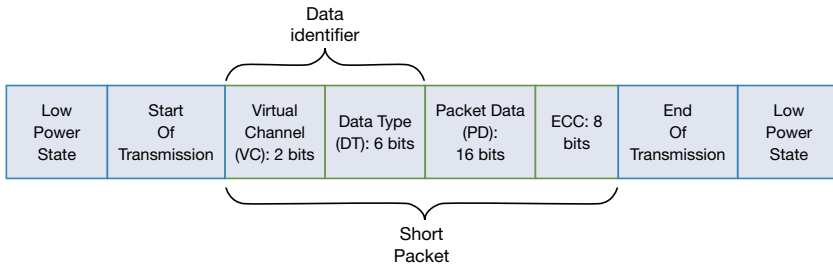 Data
identifier
Low
Power
State
Start
Of
Transmission
Virtual
Channel
(VC): 2 bits
Data Type
(DT): 6 bits
Packet Data
(PD):
16 bits
ECC: 8
bits
End
Of
Transmission
Low
Power
State
Short
Packet